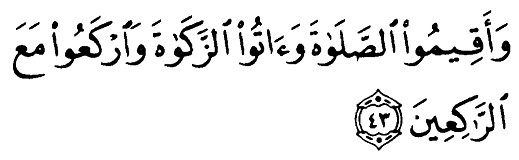 وَأَقِيمُوا۟ ٱلصَّلَوٰةَ وَءَاتُوا۟ ٱلزَّكَوٰةَ وَٱرْكَعُوا۟ مَعَ
ٱلرَّٰكِعِينَ ٤٣